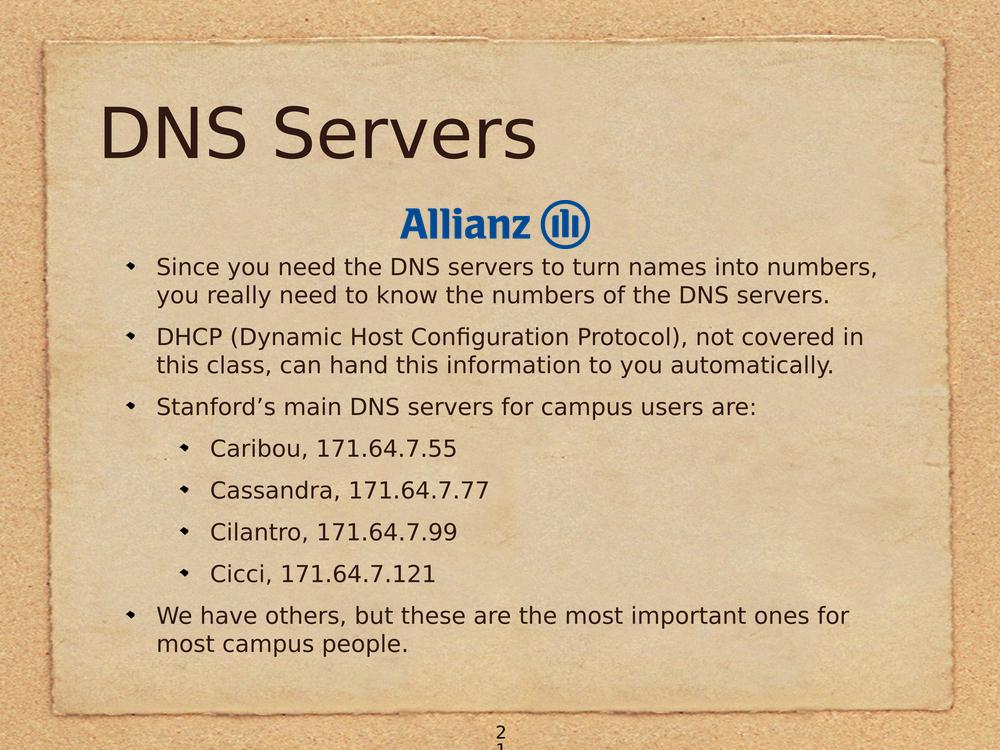 DNS Servers
Allianz
Since you need the DNS servers to turn names into numbers,
you really need to know the numbers of the DNS servers.
DHCP (Dynamic Host Configuration Protocol), not covered in
this class, can hand this information to you automatically.
Stanford’s main DNS servers for campus users are:
Caribou, 171.64.7.55
Cassandra, 171.64.7.77
Cilantro, 171.64.7.99
Cicci, 171.64.7.121
We have others, but these are the most important ones for
most campus people.
2
1